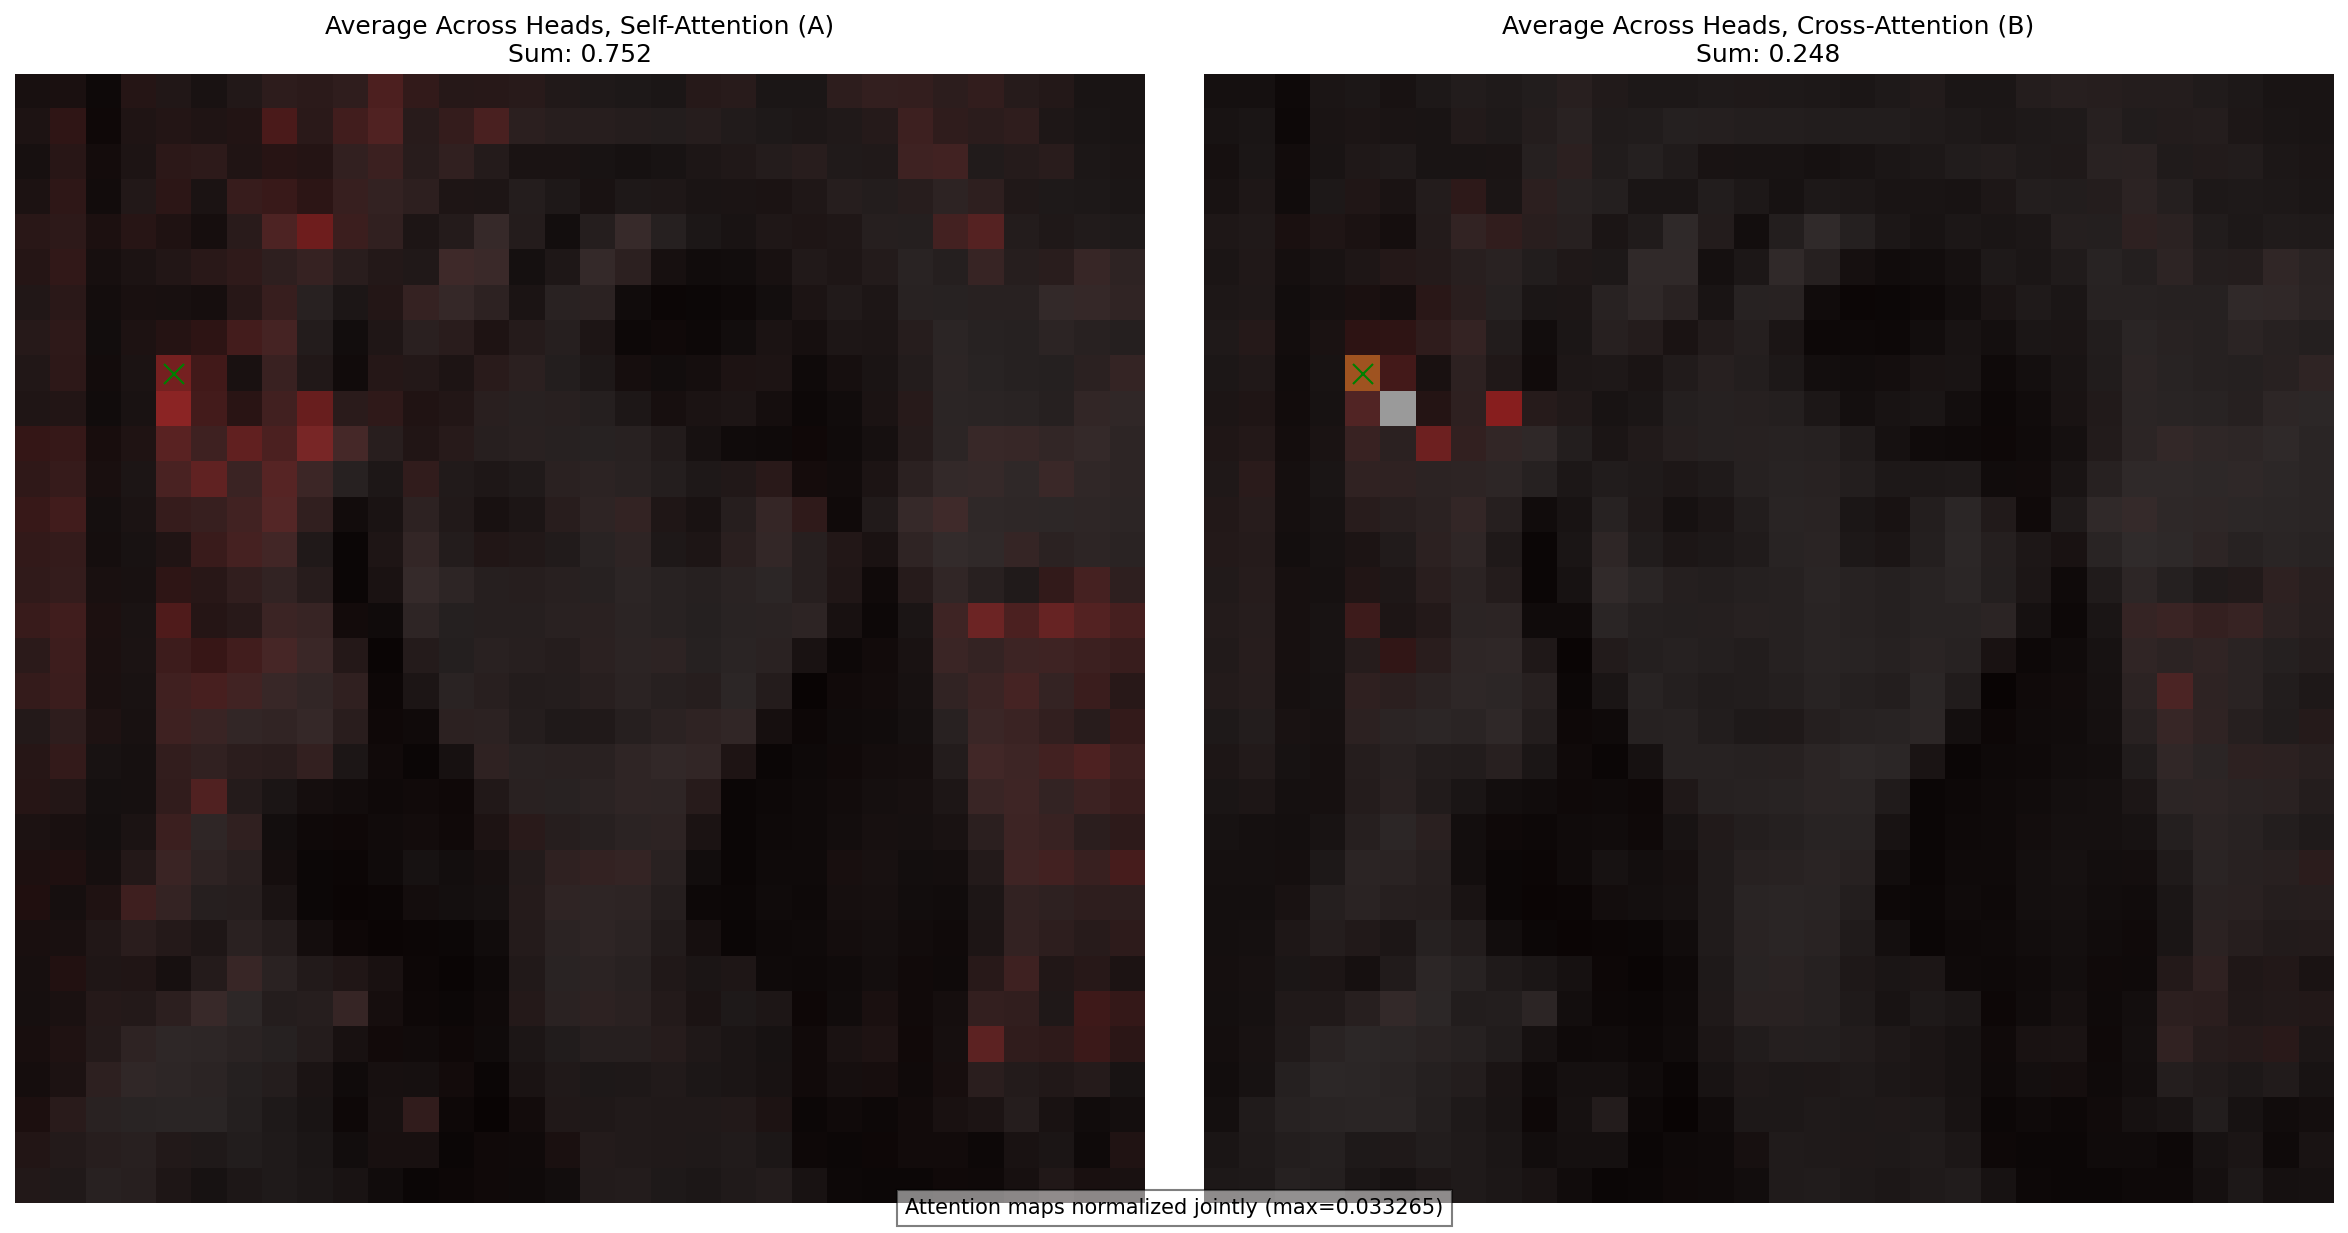 Average Across Heads, Self-Attention (A)
Sum: 0.752
Average Across Heads, Cross-Attention (B)
Sum: 0.248
Attention maps normalized jointly (max=0.033265)